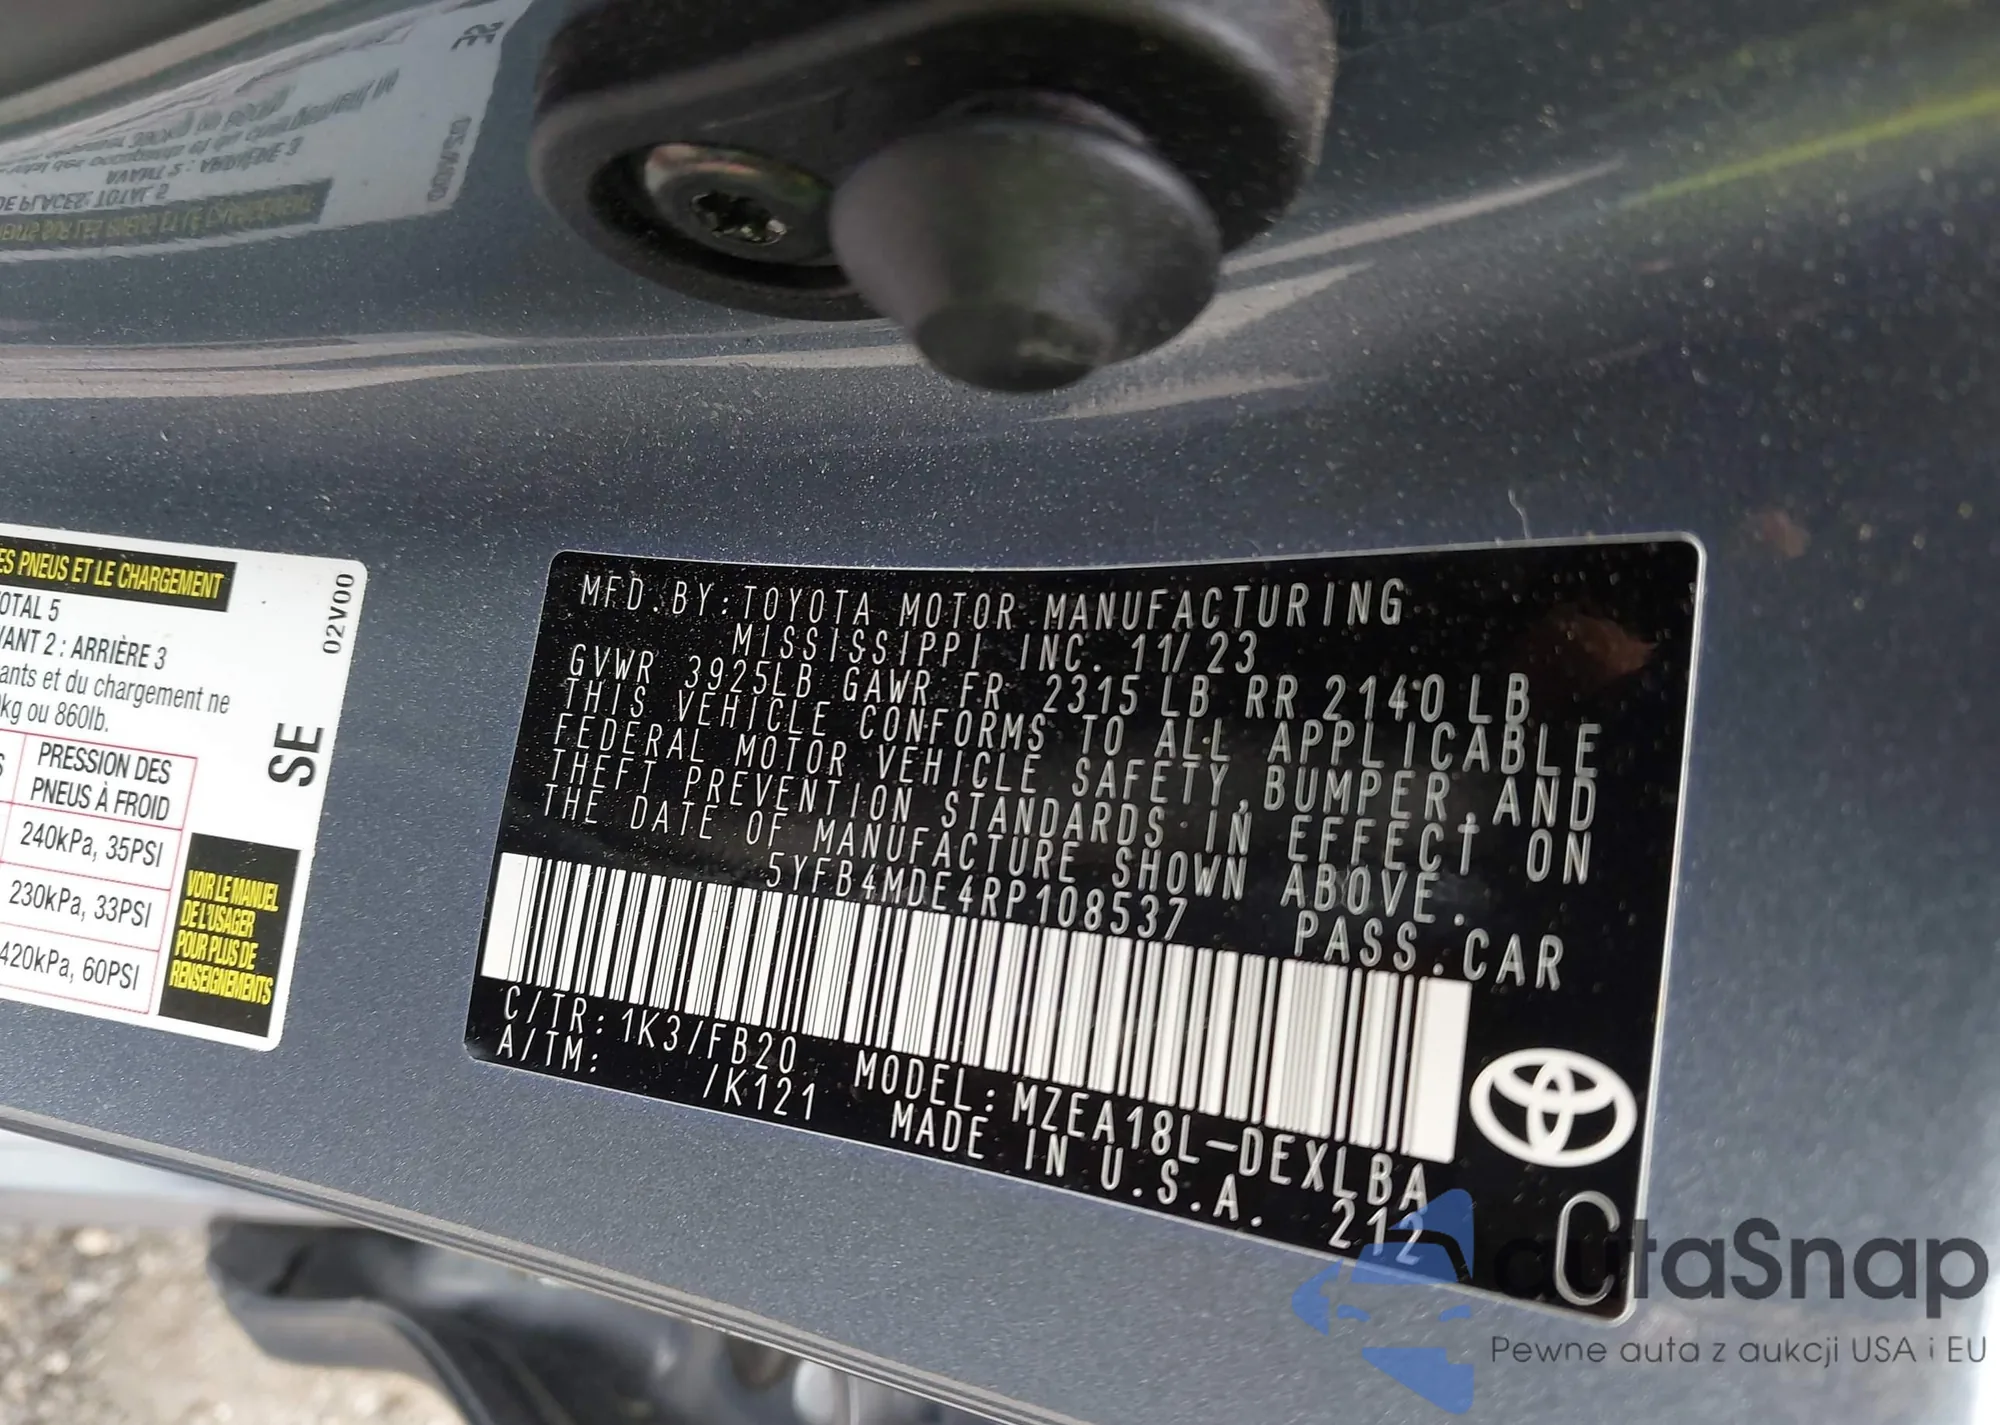 ES PNEUS ET LE CHARGEMENT
OTAL 5
VANT 2 : ARRIÈRE 3
ants et du chargement ne
kg ou 860lb.
PRESSION DES
PNEUS À FROID
240kPa, 35PSI
230kPa, 33PSI
420kPa, 60PSI
02V00
SE
VOIR LE MANUEL
DE L'USAGER
POUR PLUS DE
RENSEIGNEMENTS
MFD.BY:TOYOTA MOTOR MANUFACTURING
MISSISSIPPI INC. 11/23
GVWR 3925LB GAWR FR 2315LB RR 2140LB
THIS VEHICLE CONFORMS TO ALL APPLICABLE
FEDERAL MOTOR VEHICLE SAFETY,BUMPER,AND
THEFT PREVENTION STANDARDS IN EFFECT ON
THE DATE OF MANUFACTURE SHOWN ABOVE.
5YFB4MDE4RP108537 PASS.CAR
C/TR: 1K3/FB20 MODEL: MZEA18L-DEXLBA
A/TM: /K121 MADE IN U.S.A. 212
C
autaSnap
Pewne auta z aukcji USA i EU